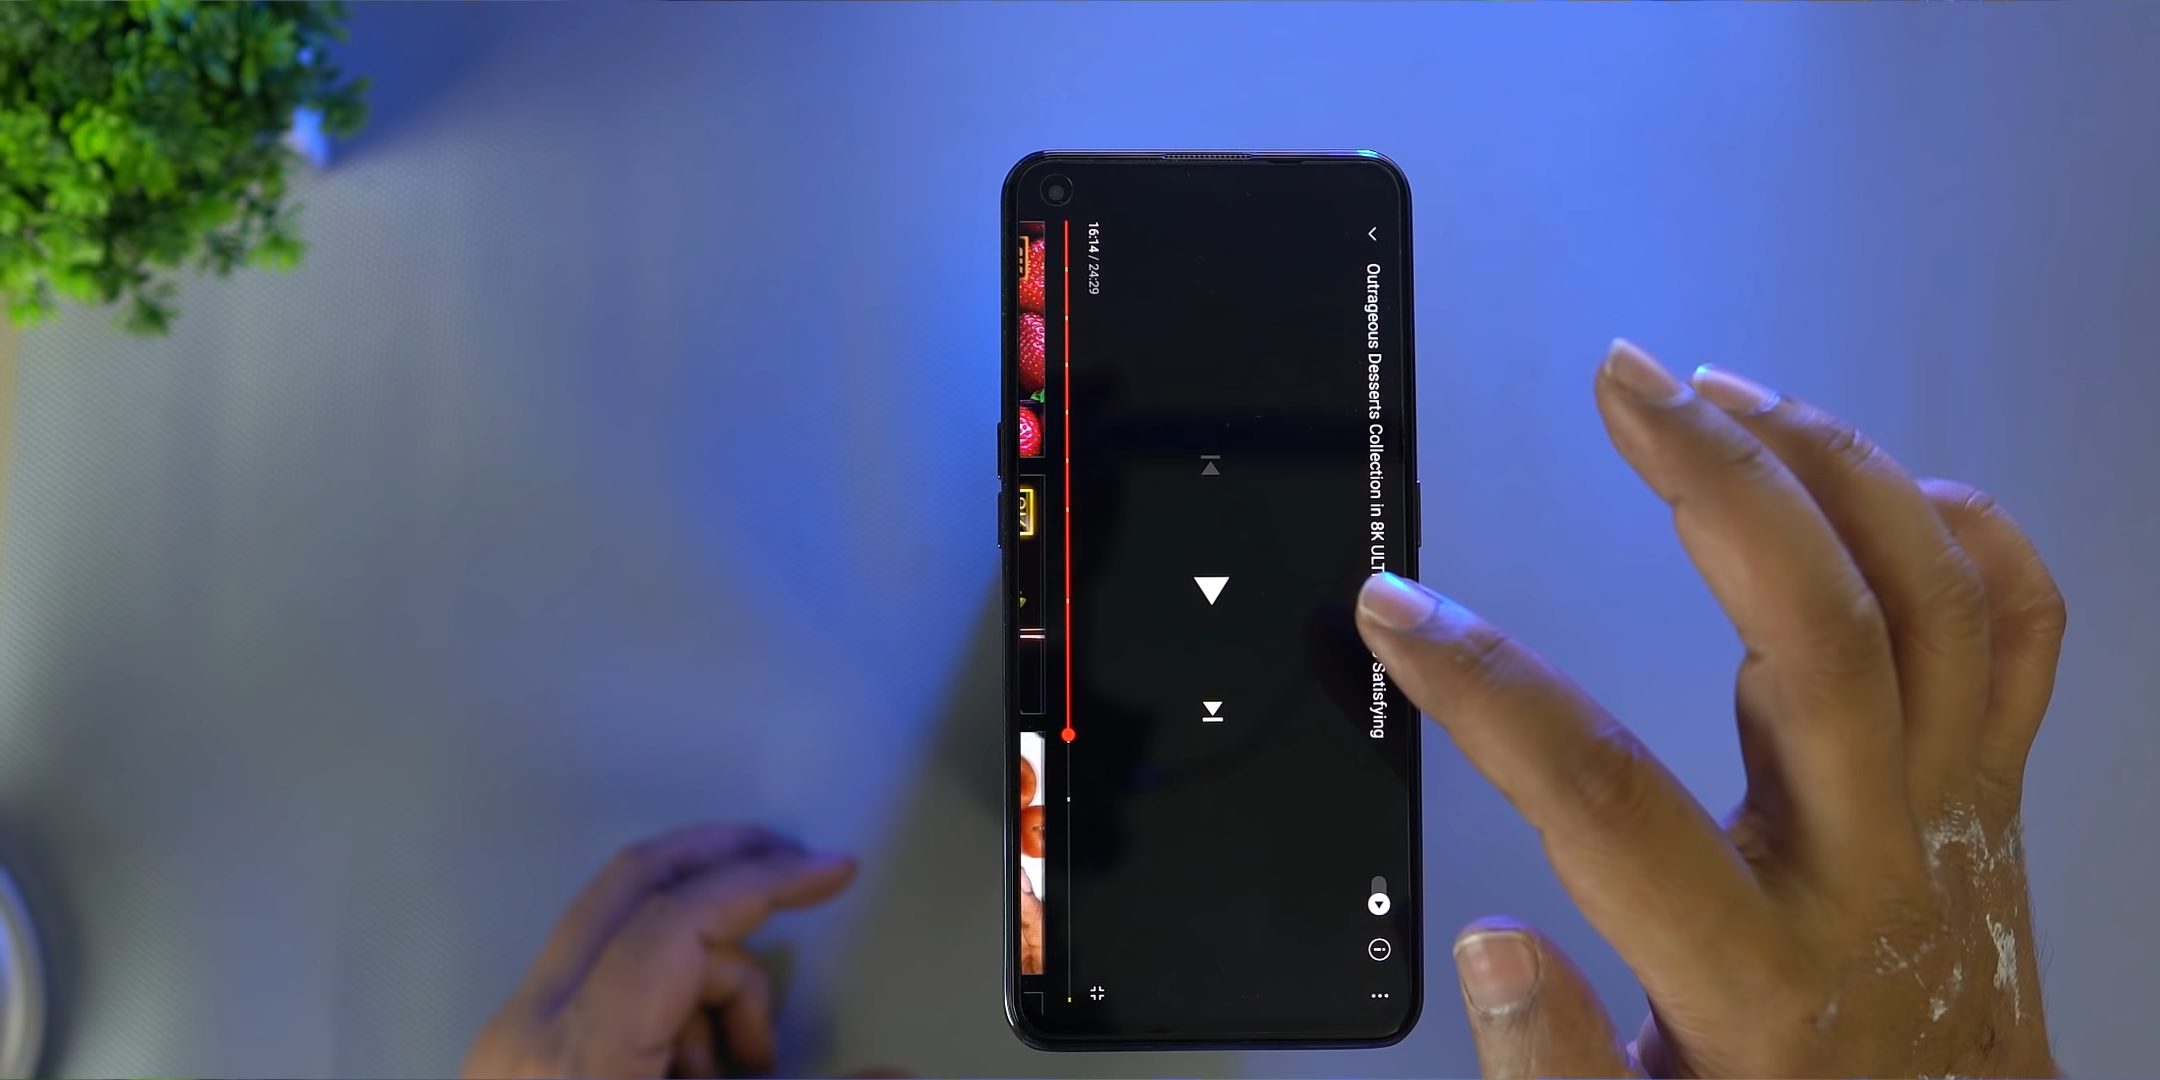 Outrageous Desserts Collection in 8K ULT
Satisfying
16:14 / 24:29